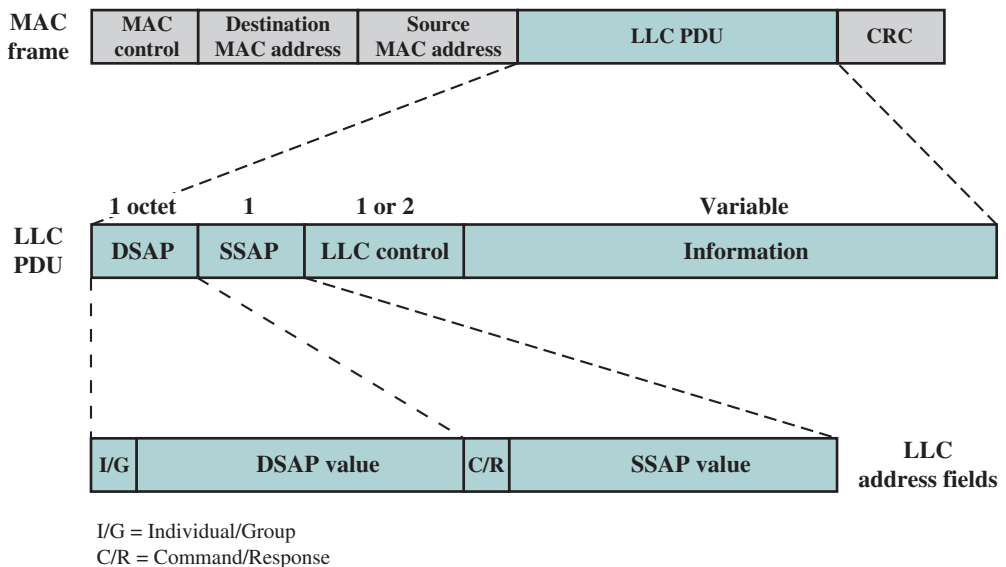 MAC frame
MAC control
Destination MAC address
Source MAC address
LLC PDU
CRC
1 octet
1
1 or 2
Variable
LLC PDU
DSAP
SSAP
LLC control
Information
I/G
DSAP value
C/R
SSAP value
LLC address fields
I/G = Individual/Group
C/R = Command/Response